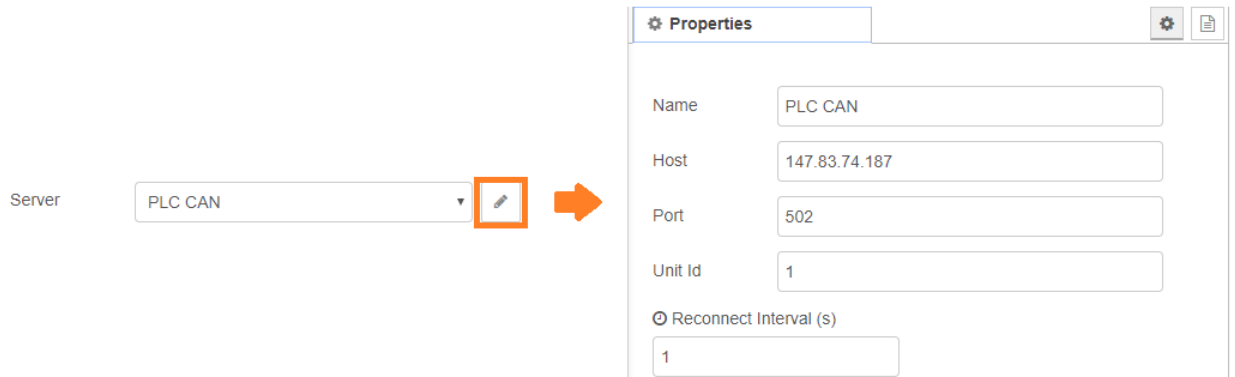 Server
PLC CAN
Properties
Name
PLC CAN
Host
147.83.74.187
Port
502
Unit Id
1
Reconnect Interval (s)
1